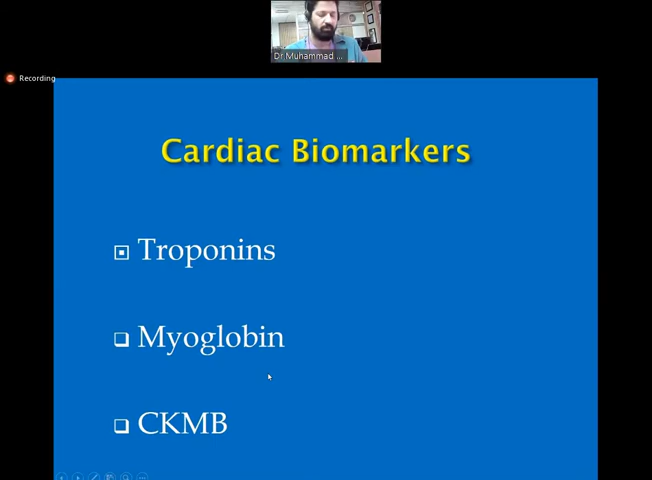 Dr Muhammad ...
Recording
Cardiac Biomarkers
Troponins
Myoglobin
CKMB